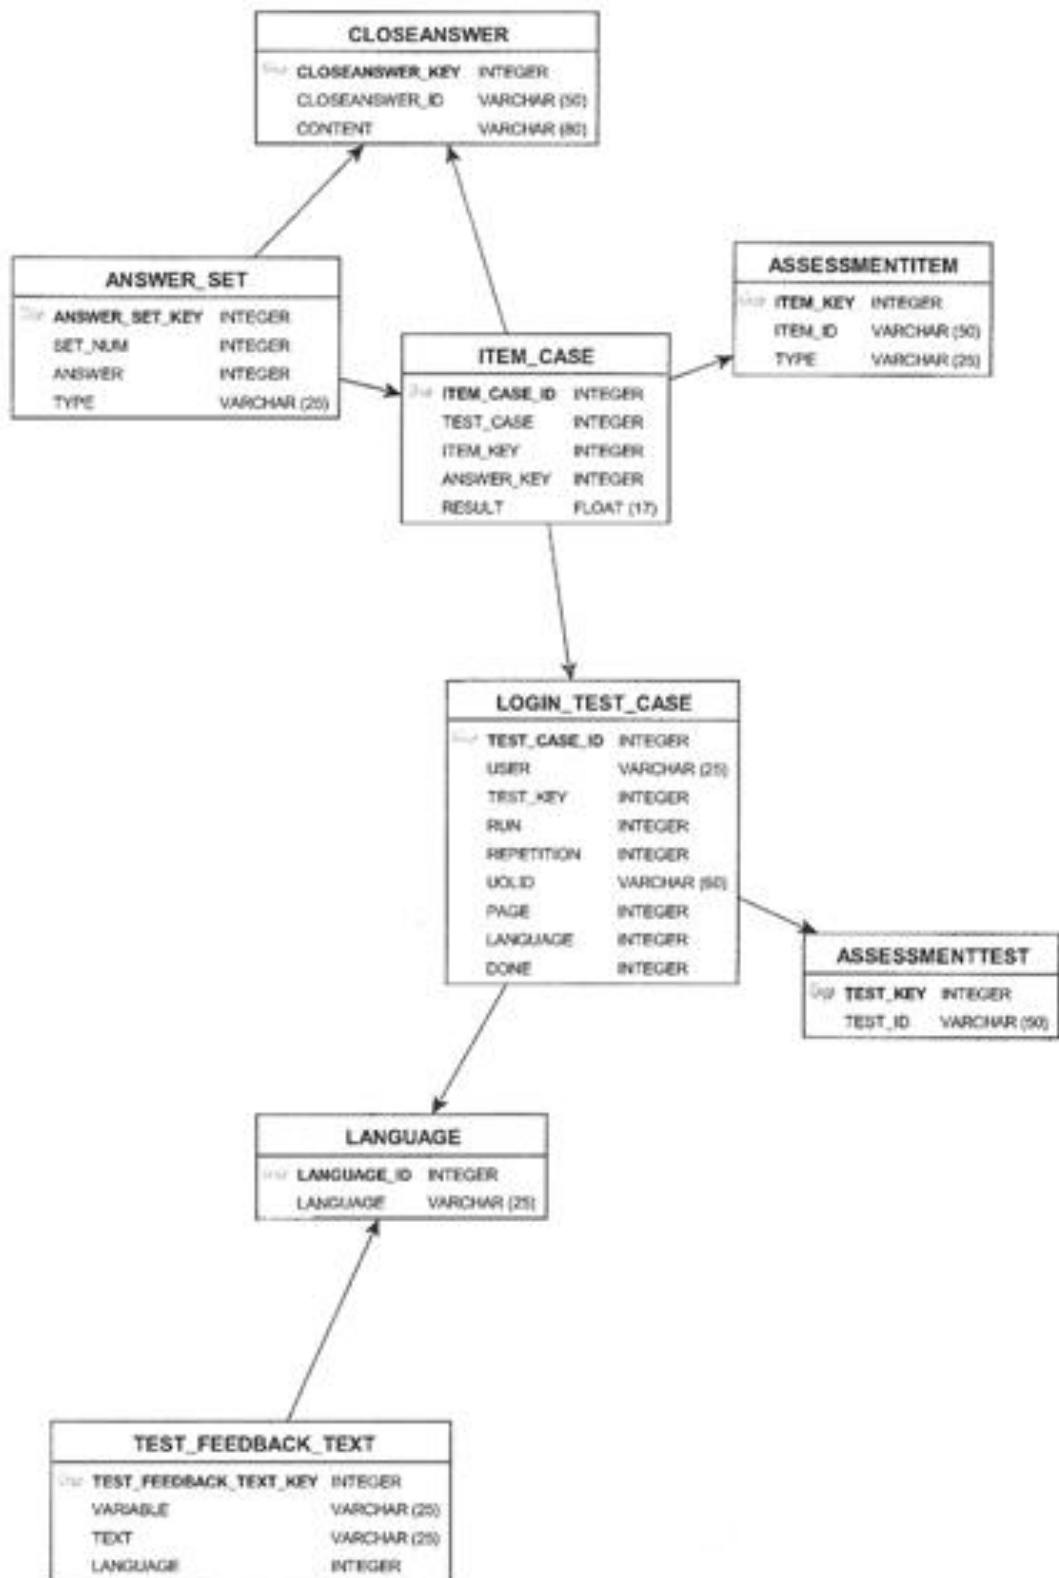 CLOSEANSWER
CLOSEANSWER_KEY INTEGER
CLOSEANSWER_ID VARCHAR (50)
CONTENT VARCHAR (80)
ANSWER_SET
ANSWER_SET_KEY INTEGER
SET_NUM INTEGER
ANSWER INTEGER
TYPE VARCHAR (25)
ASSESSMENTITEM
ITEM_KEY INTEGER
ITEM_ID VARCHAR (50)
TYPE VARCHAR (25)
ITEM_CASE
ITEM_CASE_ID INTEGER
TEST_CASE INTEGER
ITEM_KEY INTEGER
ANSWER_KEY INTEGER
RESULT FLOAT (17)
LOGIN_TEST_CASE
TEST_CASE_ID INTEGER
USER VARCHAR (25)
TEST_KEY INTEGER
RUN INTEGER
REPETITION INTEGER
UOLID VARCHAR (60)
PAGE INTEGER
LANGUAGE INTEGER
DONE INTEGER
ASSESSMENTTEST
TEST_KEY INTEGER
TEST_ID VARCHAR (50)
LANGUAGE
LANGUAGE_ID INTEGER
LANGUAGE VARCHAR (25)
TEST_FEEDBACK_TEXT
TEST_FEEDBACK_TEXT_KEY INTEGER
VARIABLE VARCHAR (25)
TEXT VARCHAR (25)
LANGUAGE INTEGER